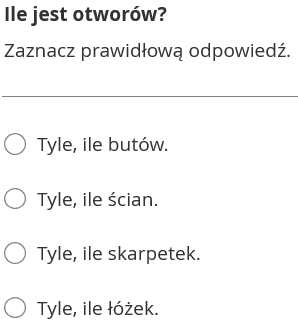 Ile jest otworów?
Zaznacz prawidłową odpowiedź.
Tyle, ile butów.
Tyle, ile ścian.
Tyle, ile skarpetek.
Tyle, ile łóżek.